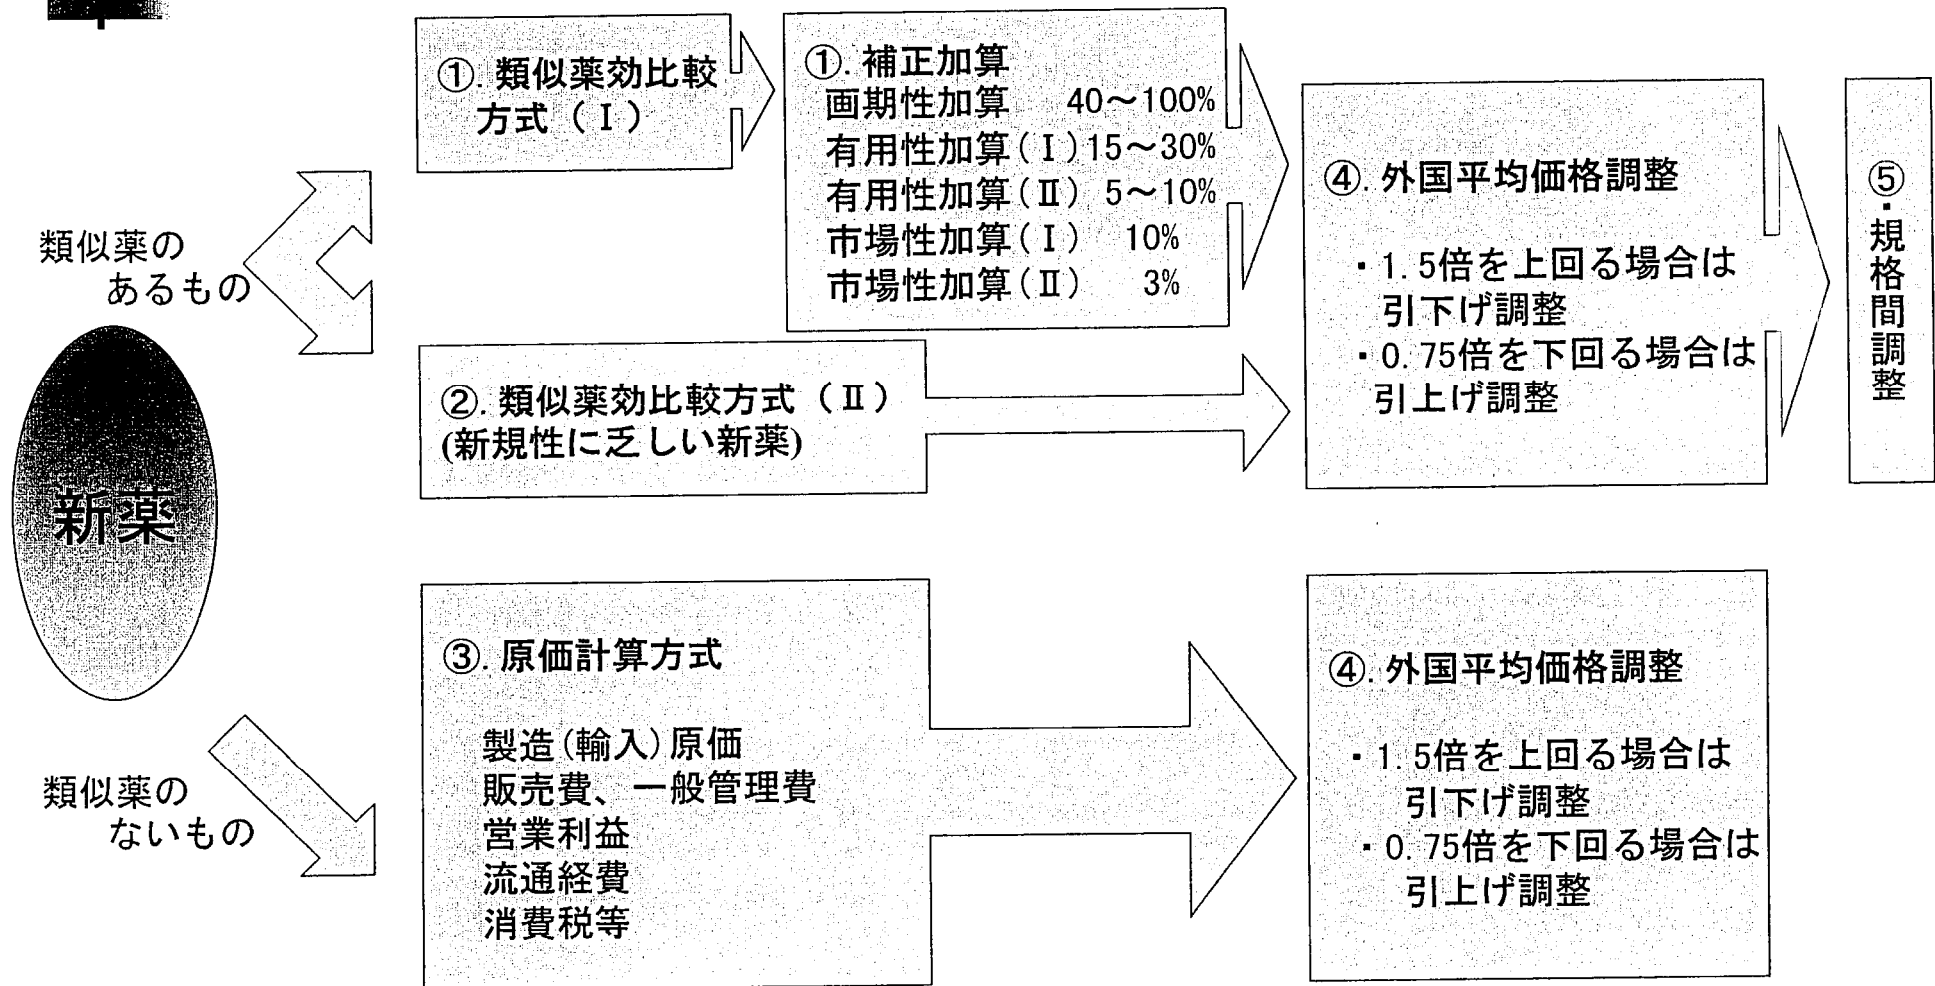 新薬
類似薬の
あるもの
類似薬の
ないもの
①. 類似薬効比較
方式（Ⅰ）
①. 補正加算
画期性加算 40～100%
有用性加算(Ⅰ)15～30%
有用性加算(Ⅱ) 5～10%
市場性加算(Ⅰ) 10%
市場性加算(Ⅱ) 3%
②. 類似薬効比較方式（Ⅱ）
(新規性に乏しい新薬)
④. 外国平均価格調整
・1.5倍を上回る場合は
引下げ調整
・0.75倍を下回る場合は
引上げ調整
⑤.規格間調整
③. 原価計算方式
製造(輸入)原価
販売費、一般管理費
営業利益
流通経費
消費税等
④. 外国平均価格調整
・1.5倍を上回る場合は
引下げ調整
・0.75倍を下回る場合は
引上げ調整